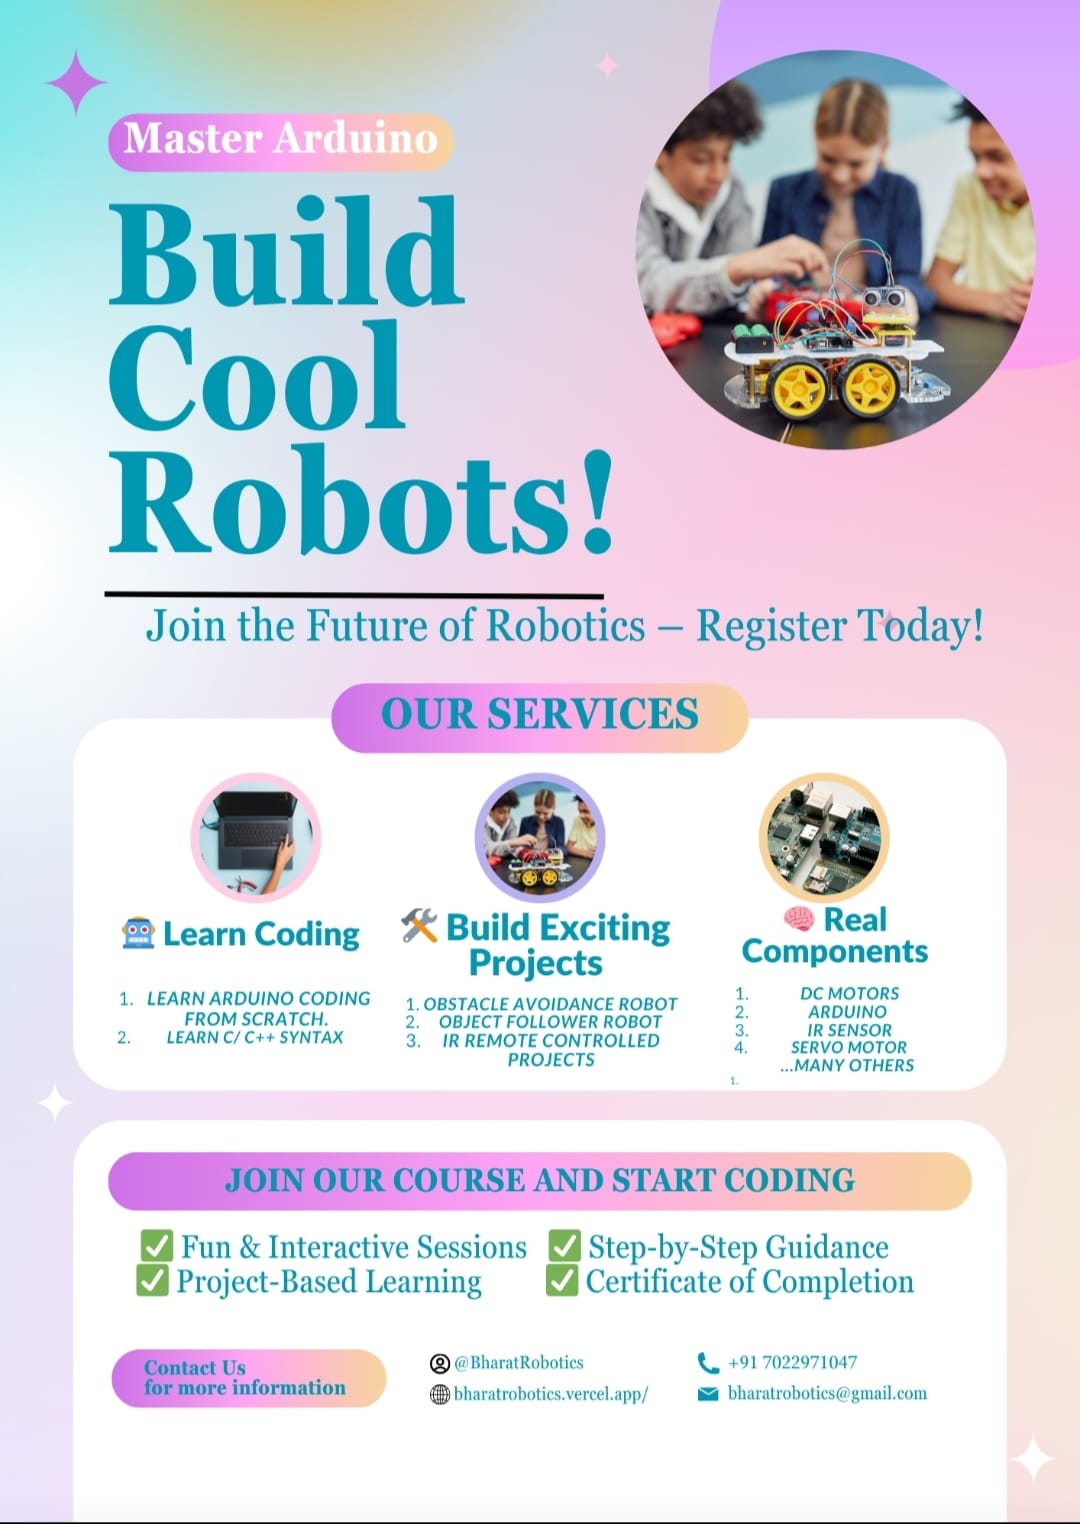 Master Arduino
Build
Cool
Robots!
Join the Future of Robotics – Register Today!
OUR SERVICES
🤖 Learn Coding
1. LEARN ARDUINO CODING
FROM SCRATCH.
2. LEARN C/ C++ SYNTAX
🛠️ Build Exciting
Projects
1. OBSTACLE AVOIDANCE ROBOT
2. OBJECT FOLLOWER ROBOT
3. IR REMOTE CONTROLLED
PROJECTS
🧠 Real
Components
1. DC MOTORS
2. ARDUINO
3. IR SENSOR
4. SERVO MOTOR
...MANY OTHERS
1.
JOIN OUR COURSE AND START CODING
✅ Fun & Interactive Sessions ✅ Step-by-Step Guidance
✅ Project-Based Learning ✅ Certificate of Completion
Contact Us
for more information
@BharatRobotics
bharatrobotics.vercel.app/
+91 7022971047
bharatrobotics@gmail.com